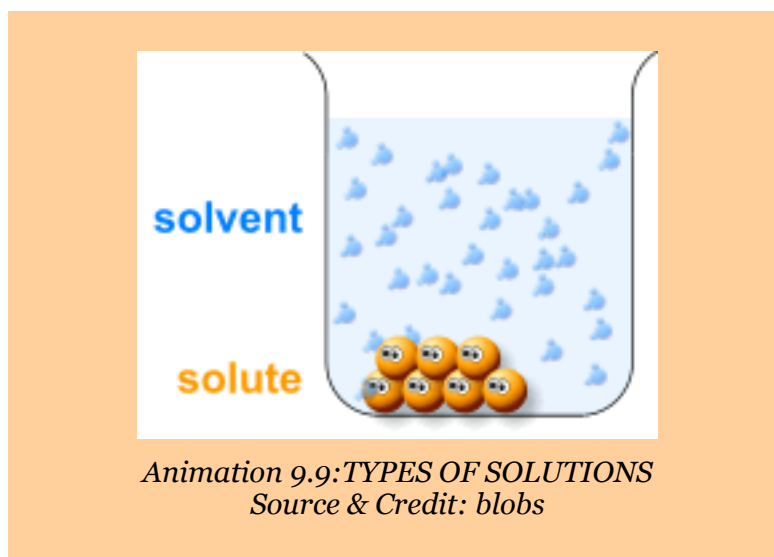 solvent
solute
Animation 9.9:TYPES OF SOLUTIONS
Source & Credit: blobs